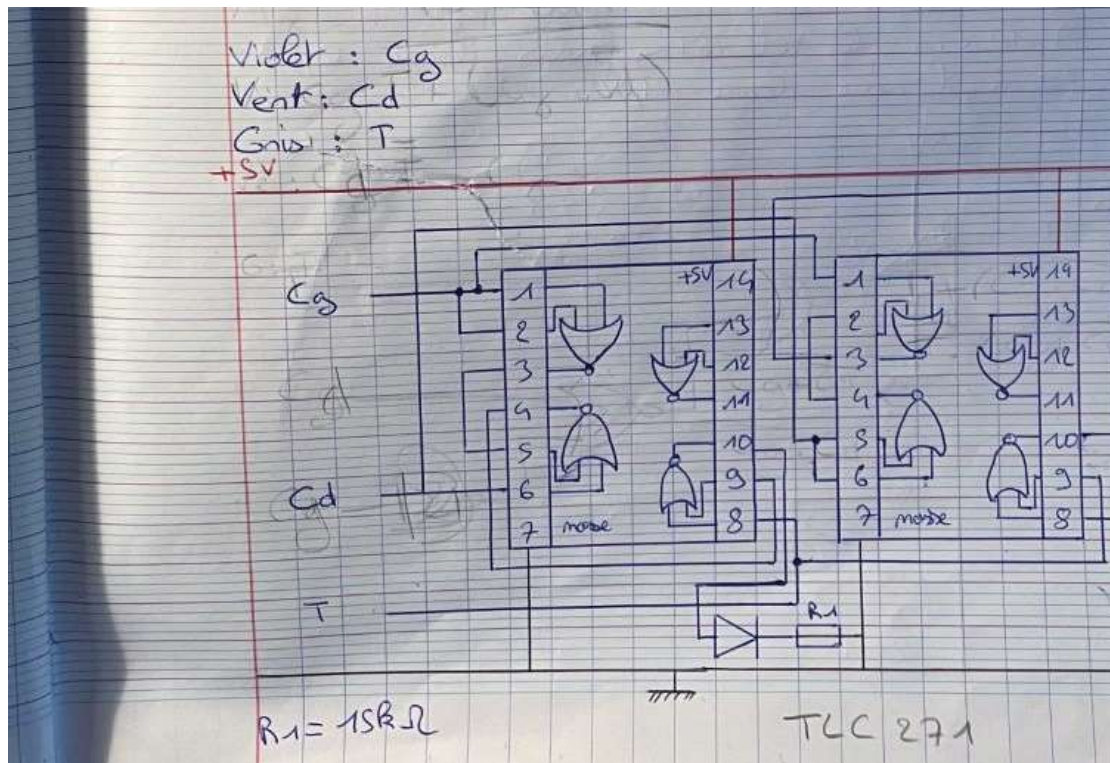 Violet : Cg
Vert : Cd
Gris : T
+5V
Cg
Cd
T
1
2
3
4
5
6
7
+5V 14
13
12
11
10
9
8
masse
1
2
3
4
5
6
7
+5V 14
13
12
11
10
9
8
masse
R1
R1 = 15kΩ
TLC 271